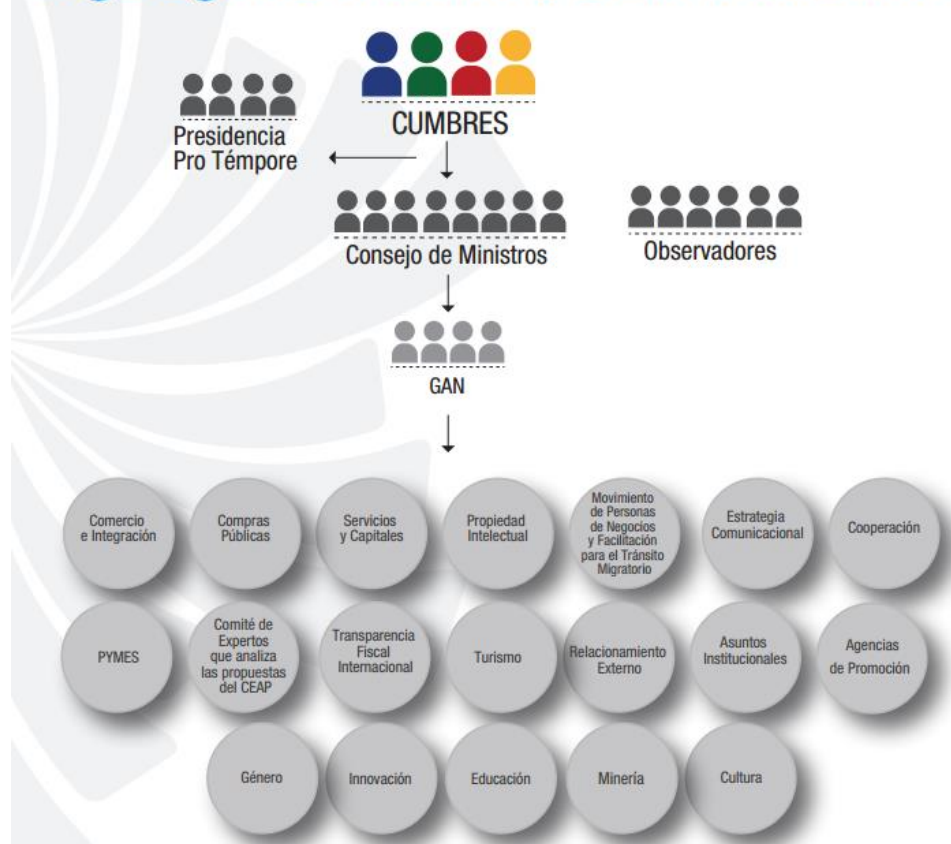 CUMBRES
Presidencia
Pro Témpore
Consejo de Ministros
Observadores
GAN
Comercio
e Integración
Compras
Públicas
Servicios
y Capitales
Propiedad
Intelectual
Movimiento
de Personas
de Negocios
y Facilitación
para el Tránsito
Migratorio
Estrategia
Comunicacional
Cooperación
PYMES
Comité de
Expertos
que analiza
las propuestas
del CEAP
Transparencia
Fiscal
Internacional
Turismo
Relacionamiento
Externo
Asuntos
Institucionales
Agencias
de Promoción
Género
Innovación
Educación
Minería
Cultura